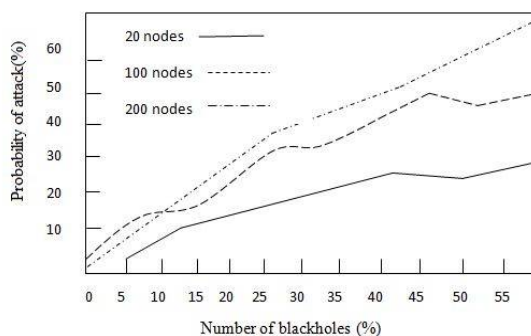 20 nodes
100 nodes
200 nodes
Probability of attack(%)
60
50
40
30
20
10
0 5 10 15 20 25 30 35 40 45 50 55
Number of blackholes (%)